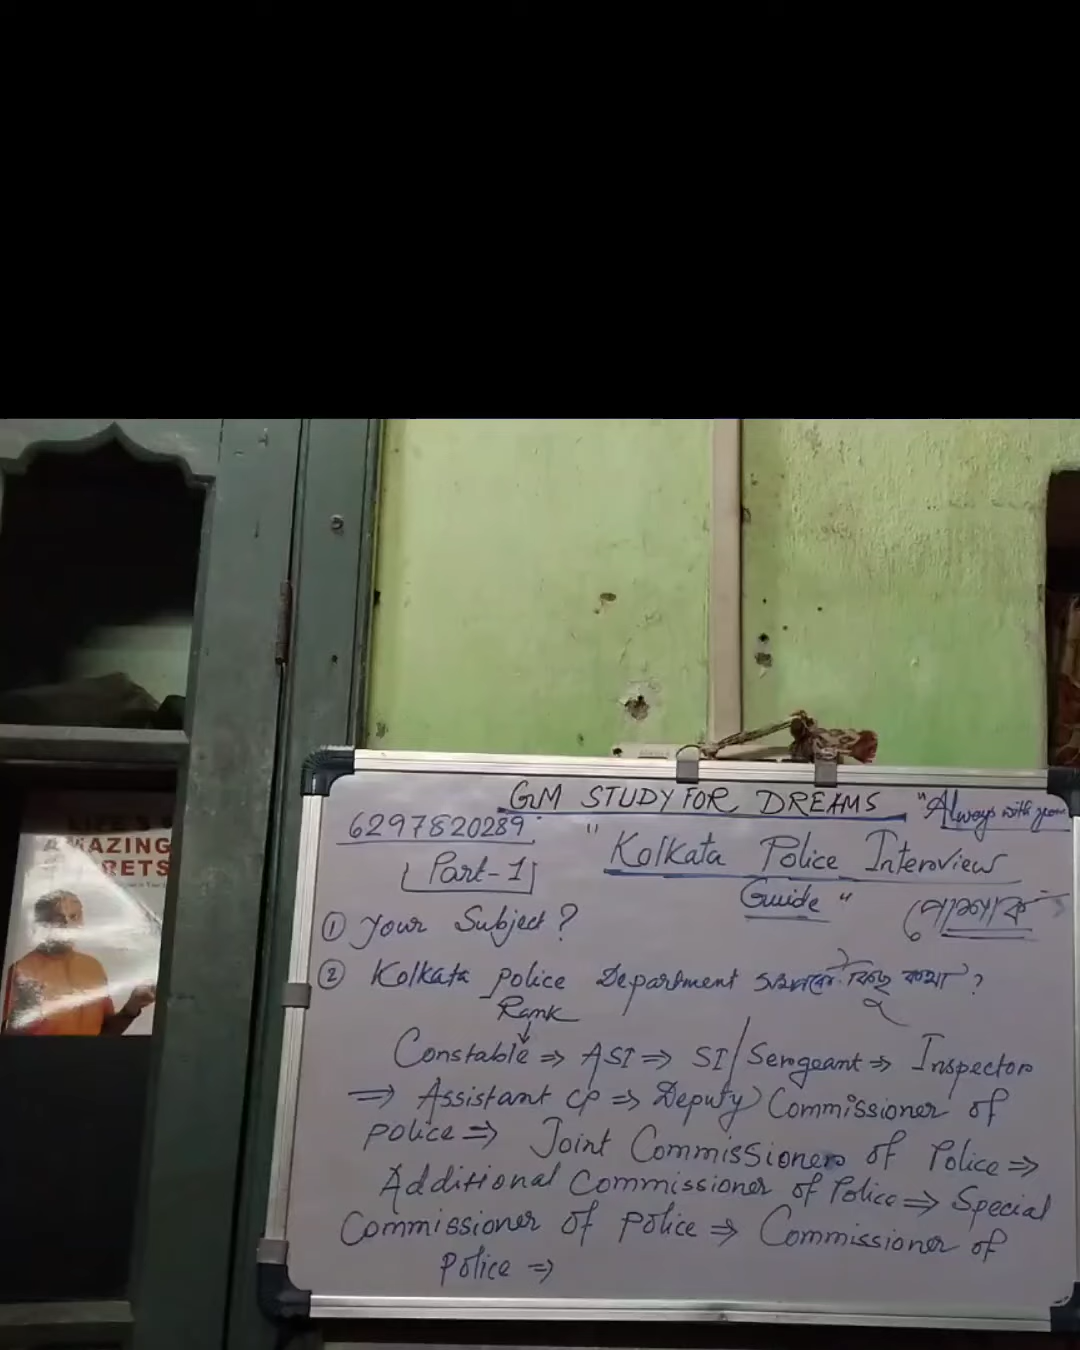 GM STUDY FOR DREAMS
"Always with you
6297820289
"Kolkata Police Interview
Part-1
Guide"
পোশাক
① Your Subject?
② Kolkata police Department সম্পর্কে কিছু কথা?
Rank
Constable ⇒ ASI ⇒ SI/Sergeant ⇒ Inspector
⇒ Assistant CP ⇒ Deputy Commissioner of
police ⇒ Joint Commissioner of Police ⇒
Additional Commissioner of Police ⇒ Special
Commissioner of police ⇒ Commissioner of
Police ⇒
AMAZING